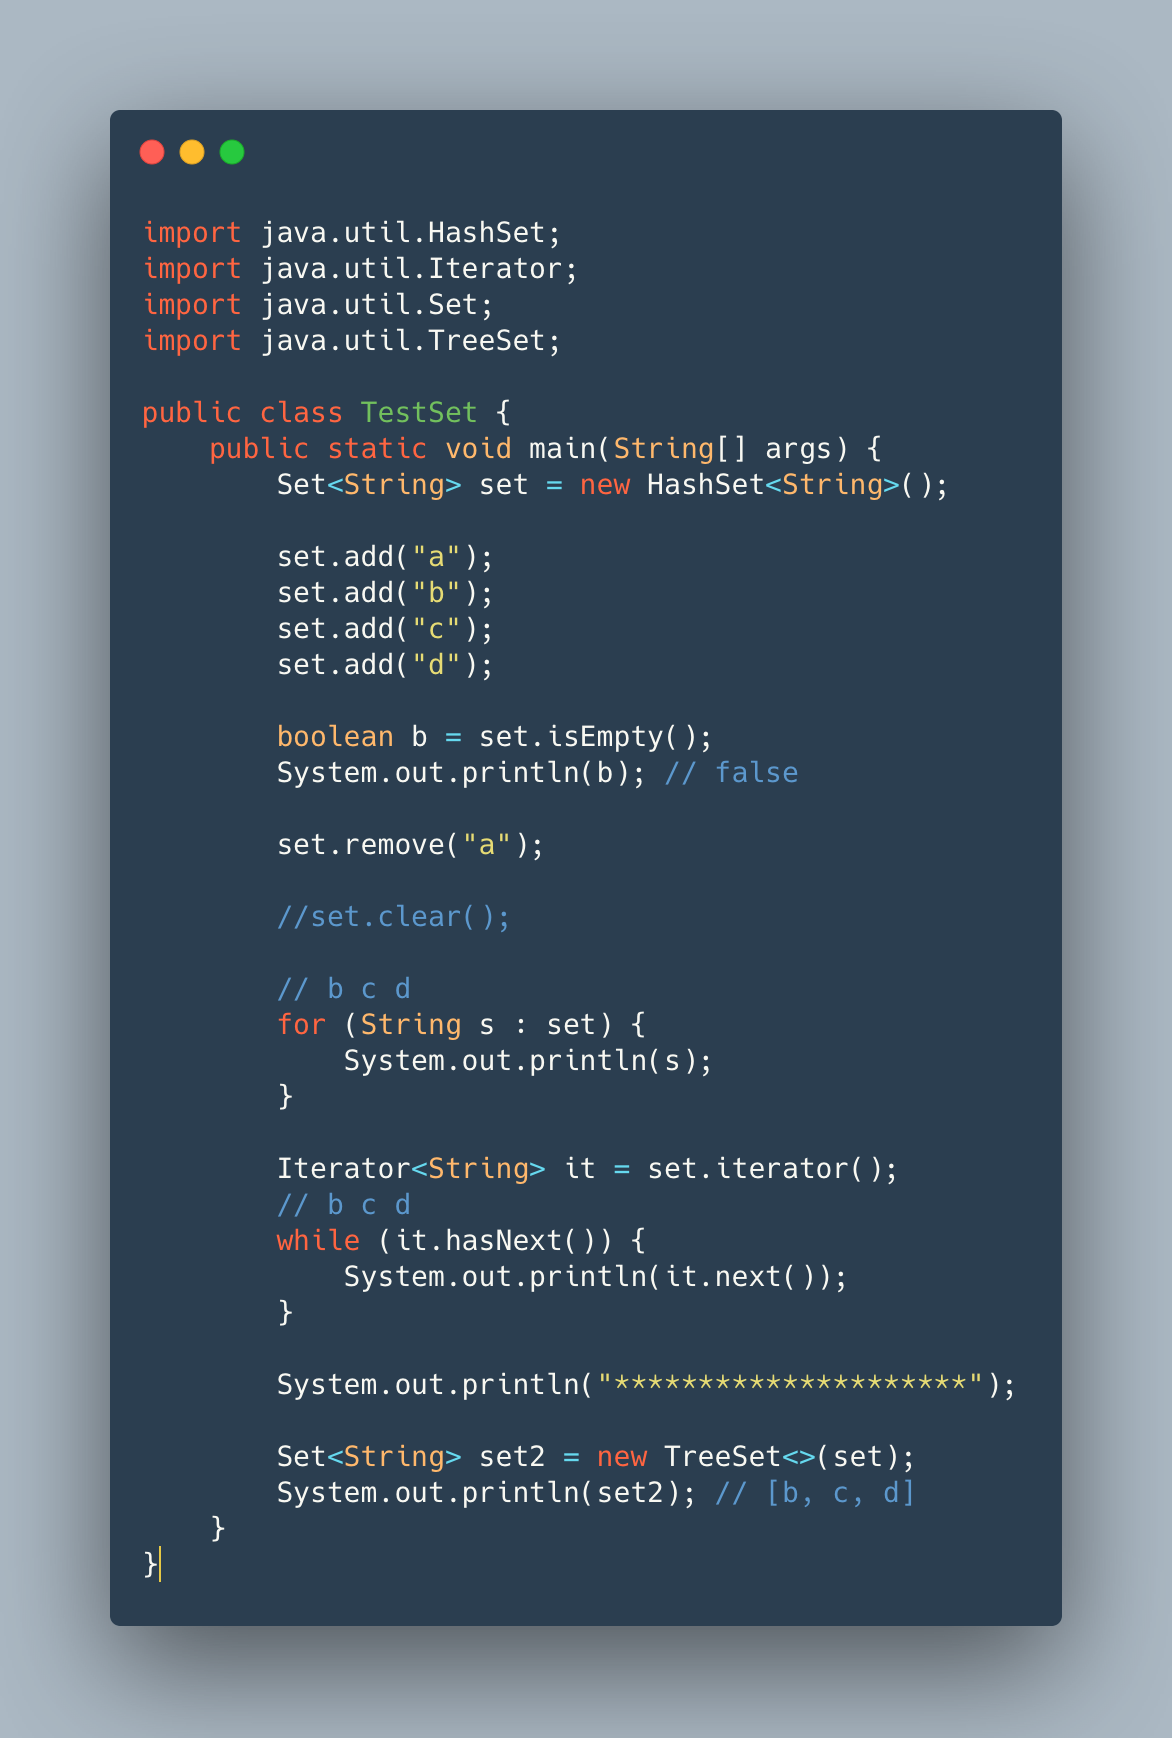 import java.util.HashSet;
import java.util.Iterator;
import java.util.Set;
import java.util.TreeSet;

public class TestSet {
    public static void main(String[] args) {
        Set<String> set = new HashSet<String>();

        set.add("a");
        set.add("b");
        set.add("c");
        set.add("d");

        boolean b = set.isEmpty();
        System.out.println(b); // false

        set.remove("a");

        //set.clear();

        // b c d
        for (String s : set) {
            System.out.println(s);
        }

        Iterator<String> it = set.iterator();
        // b c d
        while (it.hasNext()) {
            System.out.println(it.next());
        }

        System.out.println("*********************");

        Set<String> set2 = new TreeSet<>(set);
        System.out.println(set2); // [b, c, d]
    }
}